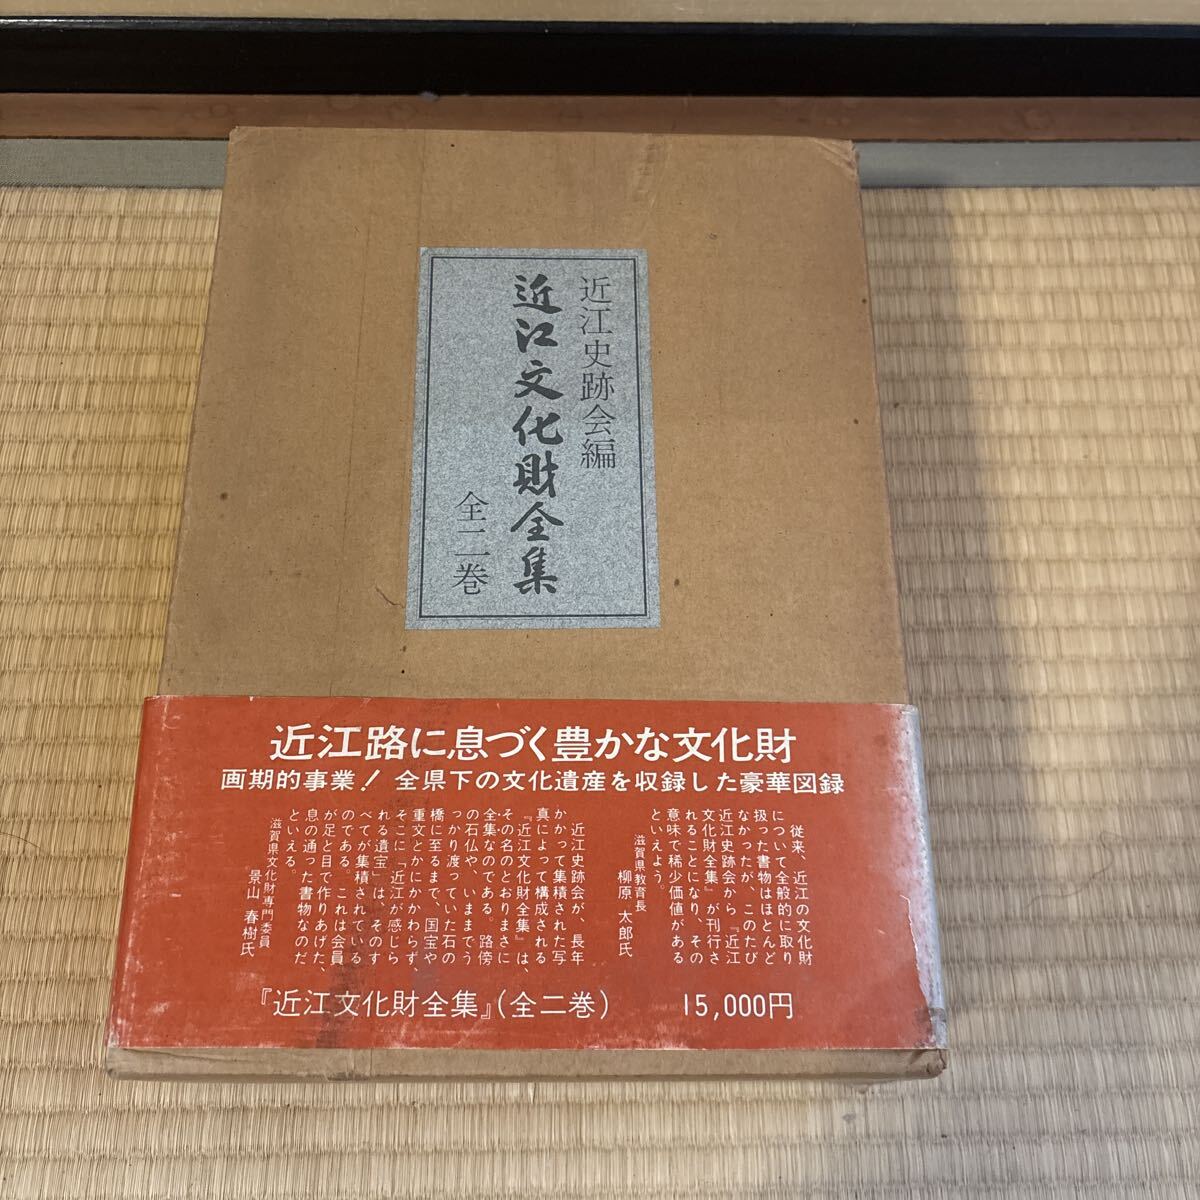 近江史跡会編
近江文化財全集
全二巻
近江路に息づく豊かな文化財
画期的事業! 全県下の文化遺産を収録した豪華図録
従来、近江の文化財
について全般的に取り
扱った書物はほとんど
なかったが、このたび
近江史跡会から『近江
文化財全集』が刊行さ
れることになり、その
意味で稀少価値がある
といえよう。
滋賀県教育長
柳原太郎氏
近江史跡会が、長年
かかって集積された写
真によって構成される
『近江文化財全集』は、
その名のとおりまさに
全集なのである。路傍
の石仏や、いままでう
っかり渡っていた石の
橋に至るまで、国宝や
重文とかにかかわらず、
そこに「近江が感じら
れる遺宝」は、そのす
べてが集積されている
のである。これは会員
が足と目で作りあげた、
息の通った書物なのだ
といえる。
滋賀県文化財専門委員
景山春樹氏
『近江文化財全集』(全二巻) 15,000円